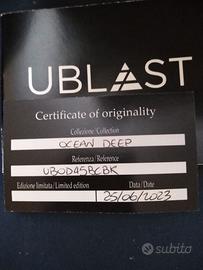 UBLAST
Certificate of originality
Collezione/Collection
OCEAN DEEP
Referenza/Reference
UBOD45BCBK
Edizione limitata/Limited edition Data/Date
25/06/2023
subito